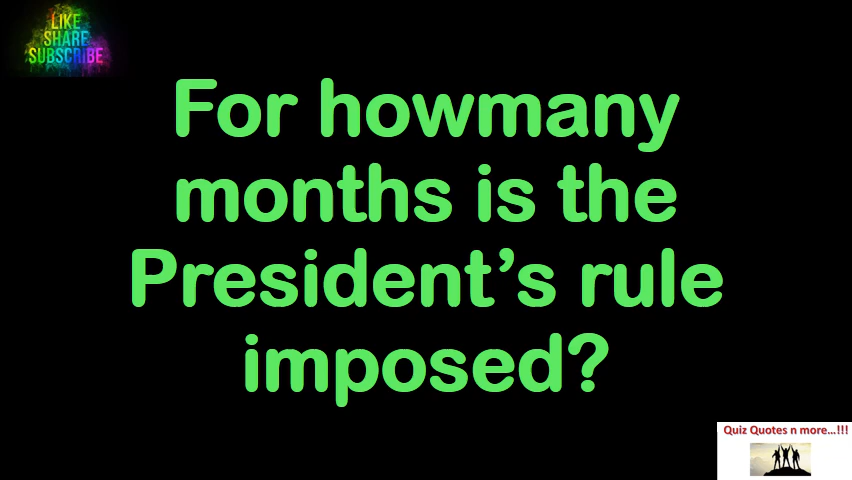 LIKE
SHARE
SUBSCRIBE
For howmany
months is the
President’s rule
imposed?
Quiz Quotes n more...!!!